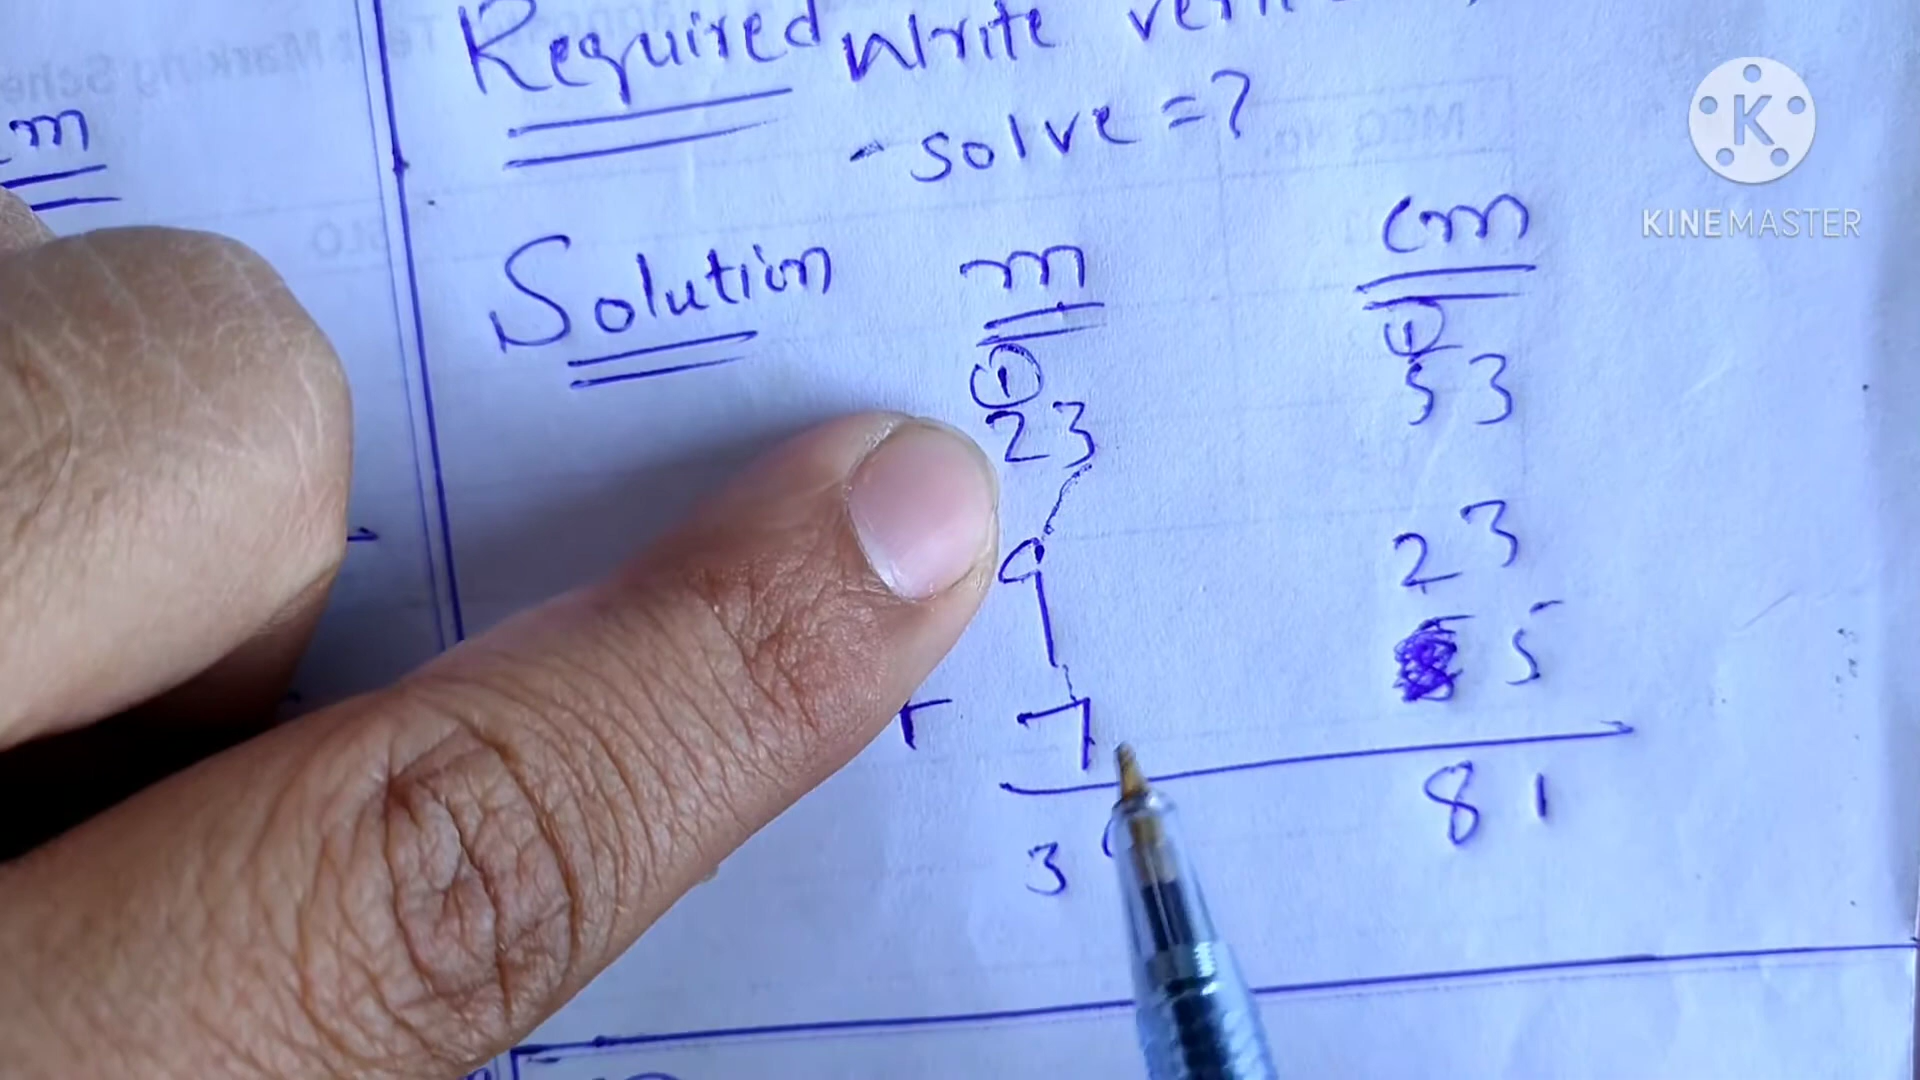 Required Write
- solve = ?
m
Solution m cm
1 1
23 53
9 23
+ 7 5
3 81
K
KINEMASTER